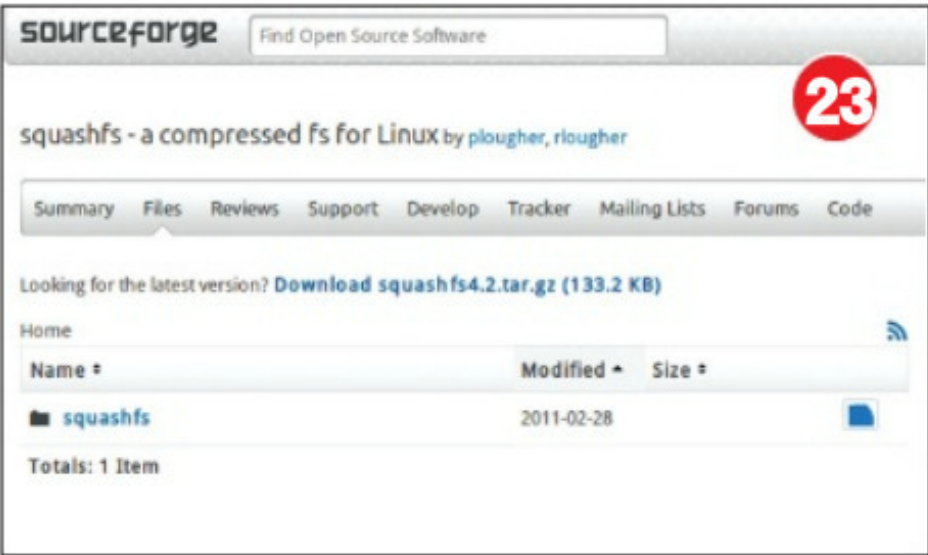 sourceforge Find Open Source Software
23
squashfs - a compressed fs for Linux by plougher, rlougher
Summary Files Reviews Support Develop Tracker Mailing Lists Forums Code
Looking for the latest version? Download squashfs4.2.tar.gz (133.2 KB)
Home
Name Modified Size
squashfs 2011-02-28
Totals: 1 Item